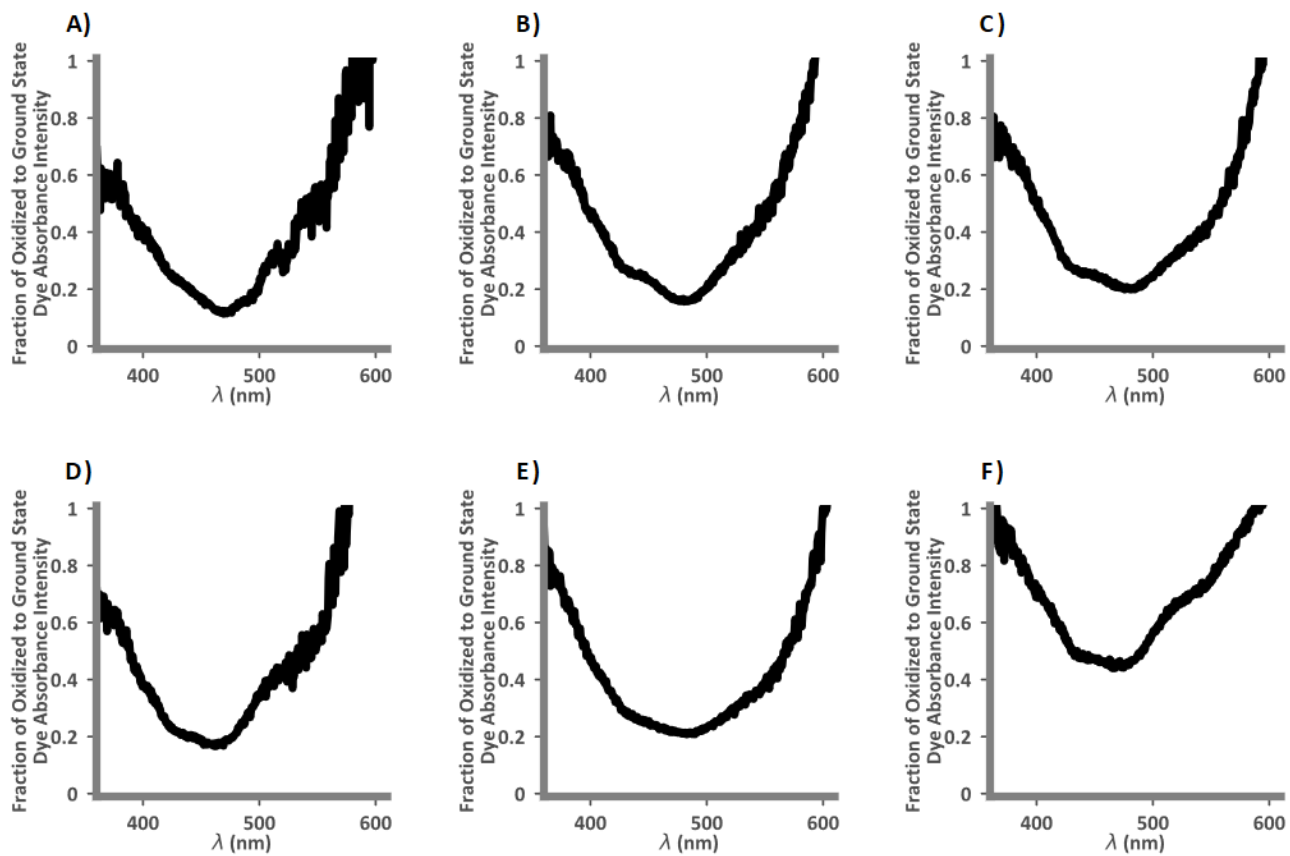 A)
Fraction of Oxidized to Ground State
Dye Absorbance Intensity
1
0.8
0.6
0.4
0.2
0
400 500 600
λ (nm)
B)
Fraction of Oxidized to Ground State
Dye Absorbance Intensity
1
0.8
0.6
0.4
0.2
0
400 500 600
λ (nm)
C)
Fraction of Oxidized to Ground State
Dye Absorbance Intensity
1
0.8
0.6
0.4
0.2
0
400 500 600
λ (nm)
D)
Fraction of Oxidized to Ground State
Dye Absorbance Intensity
1
0.8
0.6
0.4
0.2
0
400 500 600
λ (nm)
E)
Fraction of Oxidized to Ground State
Dye Absorbance Intensity
1
0.8
0.6
0.4
0.2
0
400 500 600
λ (nm)
F)
Fraction of Oxidized to Ground State
Dye Absorbance Intensity
1
0.8
0.6
0.4
0.2
0
400 500 600
λ (nm)